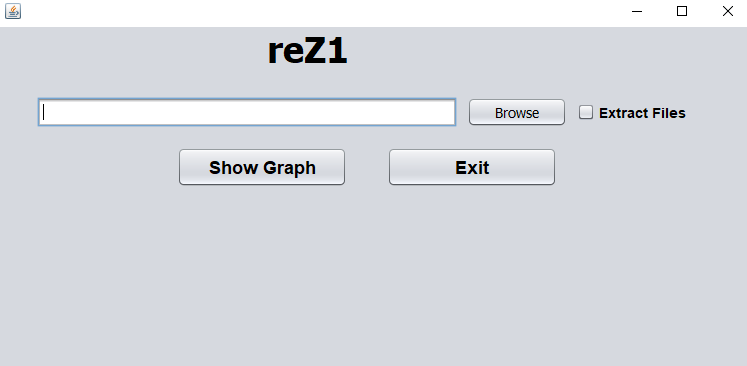 reZ1
Browse
Extract Files
Show Graph
Exit